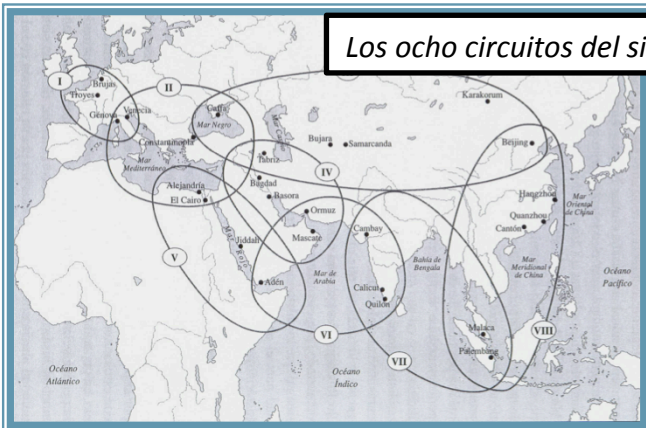 Los ocho circuitos del si
I
Brujas
Troyes
II
Génova
Venecia
Caffa
Mar Negro
Constantinopla
Mar
Mediterráneo
Karakorum
Bujara
Samarcanda
Tabriz
IV
Beijing
Bagdad
Basora
Alejandría
El Cairo
Ormuz
Mascate
Cambay
Hangzhou
Mar
Oriental
de China
Quanzhou
Cantón
V
Jiddah
Mar Rojo
Adén
Mar de
Arabia
Bahía de
Bengala
Mar
Meridional
de China
Océano
Pacífico
Calicut
Quilón
VI
VII
VIII
Malaca
Palembang
Océano
Atlántico
Océano
Índico